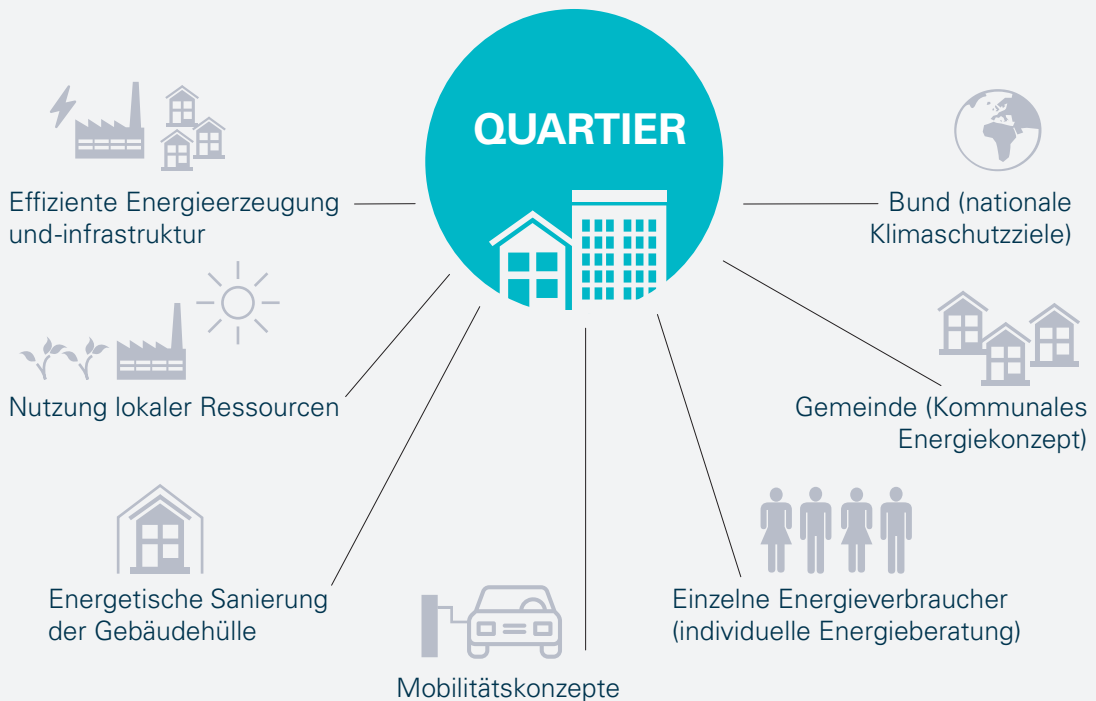 QUARTIER
Effiziente Energieerzeugung
und-infrastruktur
Nutzung lokaler Ressourcen
Energetische Sanierung
der Gebäudehülle
Mobilitätskonzepte
Einzelne Energieverbraucher
(individuelle Energieberatung)
Gemeinde (Kommunales
Energiekonzept)
Bund (nationale
Klimaschutzziele)